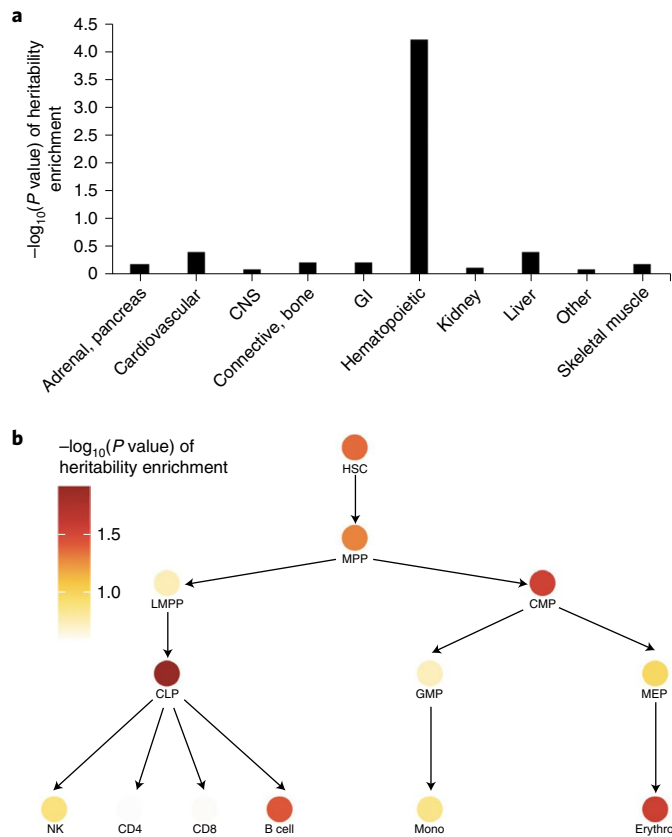 a
–log10(P value) of heritability
enrichment
4.5
4.0
3.5
3.0
2.5
2.0
1.5
1.0
0.5
0
Adrenal, pancreas
Cardiovascular
CNS
Connective, bone
GI
Hematopoietic
Kidney
Liver
Other
Skeletal muscle
b
–log10(P value) of
heritability enrichment
1.5
1.0
HSC
MPP
LMPP
CMP
CLP
GMP
MEP
NK
CD4
CD8
B cell
Mono
Erythro